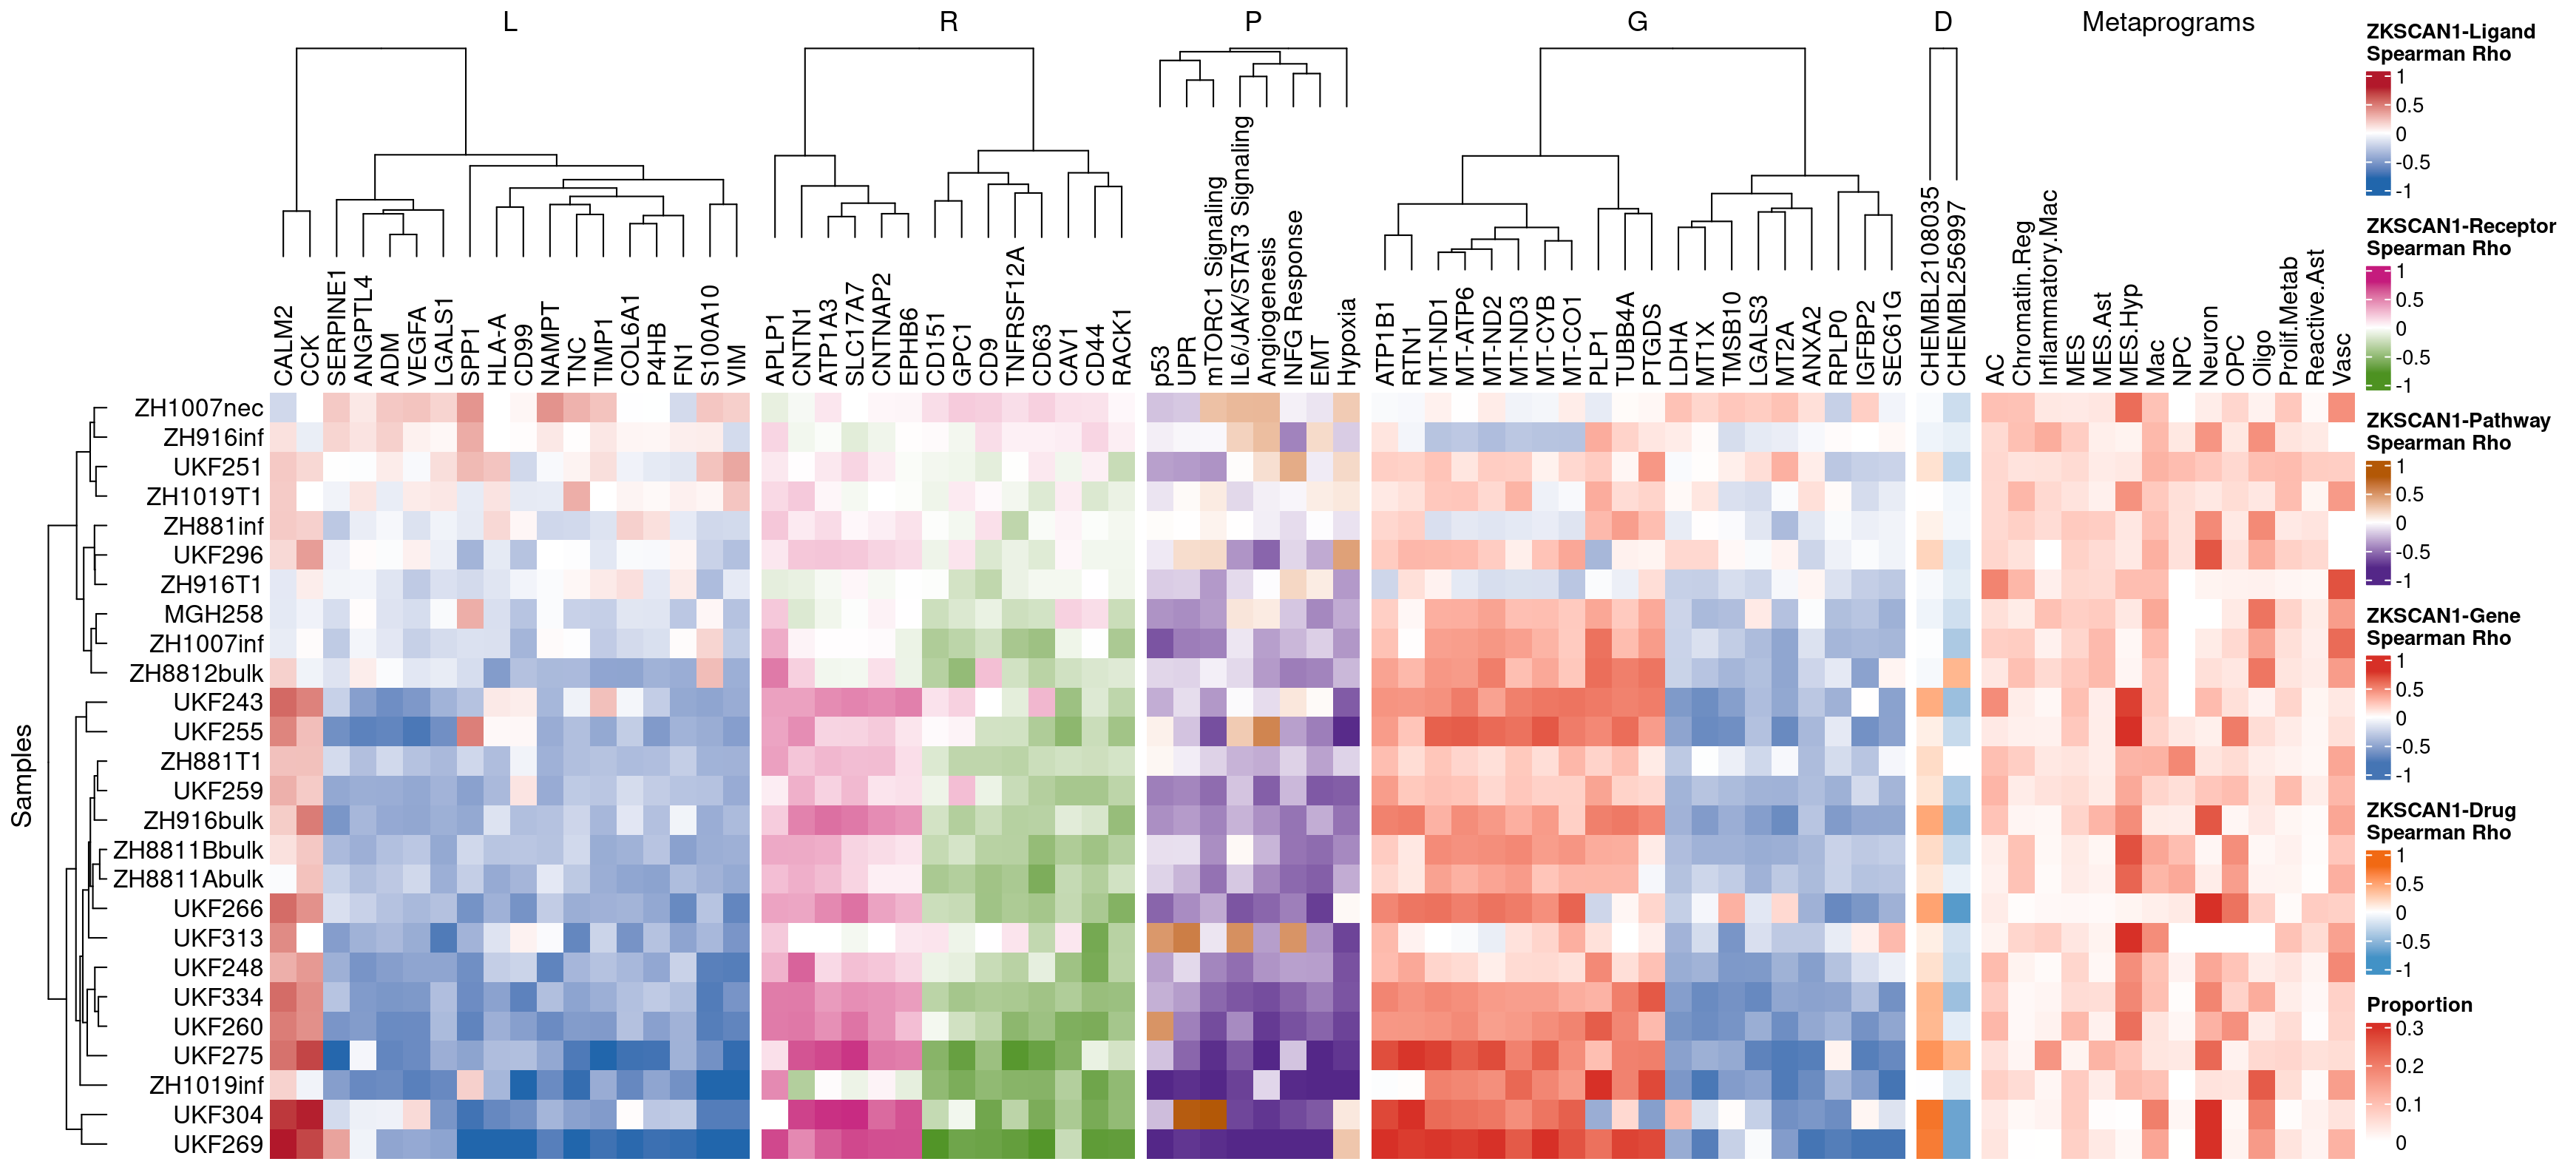 L R P G D Metaprograms
CALM2
CCK
SERPINE1
ANGPTL4
ADM
VEGFA
LGALS1
SPP1
HLA-A
CD99
NAMPT
TNC
TIMP1
COL6A1
P4HB
FN1
S100A10
VIM
APLP1
CNTN1
ATP1A3
SLC17A7
CNTNAP2
EPHB6
CD151
GPC1
CD9
TNFRSF12A
CD63
CAV1
CD44
RACK1
p53
UPR
mTORC1 Signaling
IL6/JAK/STAT3 Signaling
Angiogenesis
INFG Response
EMT
Hypoxia
ATP1B1
RTN1
MT-ND1
MT-ATP6
MT-ND2
MT-ND3
MT-CYB
MT-CO1
PLP1
TUBB4A
PTGDS
LDHA
MT1X
TMSB10
LGALS3
MT2A
ANXA2
RPLP0
IGFBP2
SEC61G
CHEMBL2108035
CHEMBL256997
AC
Chromatin.Reg
Inflammatory.Mac
MES
MES.Ast
MES.Hyp
Mac
NPC
Neuron
OPC
Oligo
Prolif.Metab
Reactive.Ast
Vasc
Samples
ZH1007nec
ZH916inf
UKF251
ZH1019T1
ZH881inf
UKF296
ZH916T1
MGH258
ZH1007inf
ZH8812bulk
UKF243
UKF255
ZH881T1
UKF259
ZH916bulk
ZH8811Bbulk
ZH8811Abulk
UKF266
UKF313
UKF248
UKF334
UKF260
UKF275
ZH1019inf
UKF304
UKF269
ZKSCAN1-Ligand
Spearman Rho
1
0.5
0
-0.5
-1
ZKSCAN1-Receptor
Spearman Rho
1
0.5
0
-0.5
-1
ZKSCAN1-Pathway
Spearman Rho
1
0.5
0
-0.5
-1
ZKSCAN1-Gene
Spearman Rho
1
0.5
0
-0.5
-1
ZKSCAN1-Drug
Spearman Rho
1
0.5
0
-0.5
-1
Proportion
0.3
0.2
0.1
0